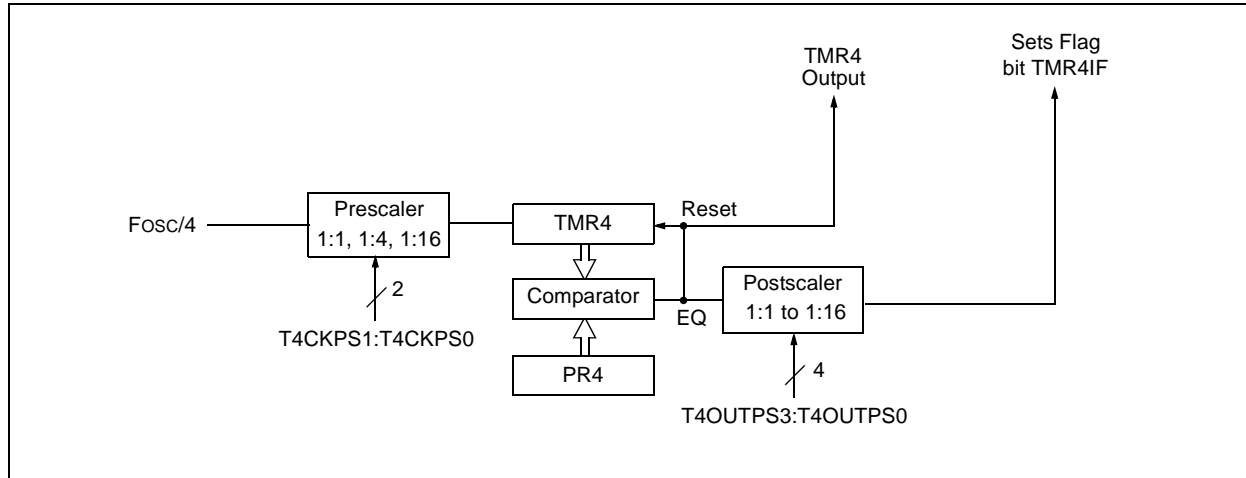 TMR4
Output
Sets Flag
bit TMR4IF
FOSC/4
Prescaler
1:1, 1:4, 1:16
2
T4CKPS1:T4CKPS0
TMR4
Reset
Comparator
EQ
PR4
Postscaler
1:1 to 1:16
4
T4OUTPS3:T4OUTPS0